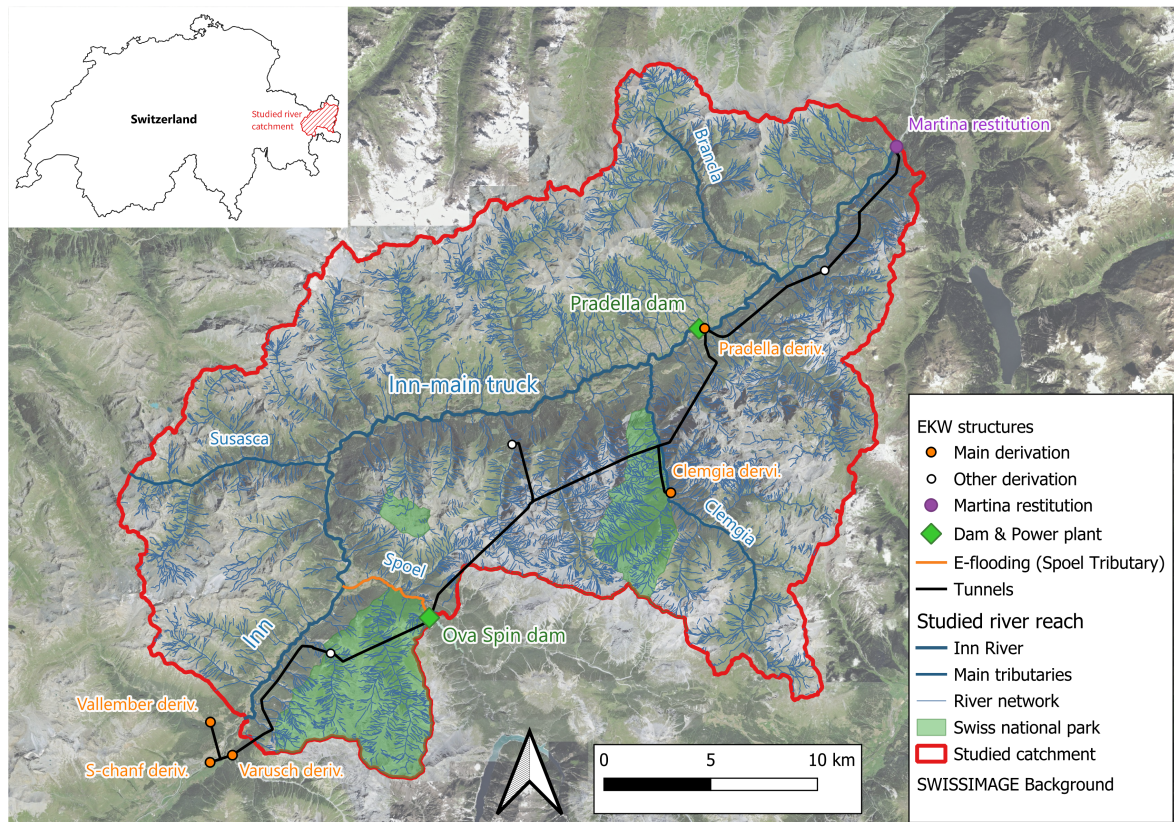 Switzerland
Studied river
catchment
Martina restitution
Brancla
Pradella dam
Pradella deriv.
Inn-main truck
Susasca
Clemgia dervi.
Clemgia
Spoel
Inn
Ova Spin dam
Vallember deriv.
S-chanf deriv.
Varusch deriv.
0 5 10 km
EKW structures
Main derivation
Other derivation
Martina restitution
Dam & Power plant
E-flooding (Spoel Tributary)
Tunnels
Studied river reach
Inn River
Main tributaries
River network
Swiss national park
Studied catchment
SWISSIMAGE Background